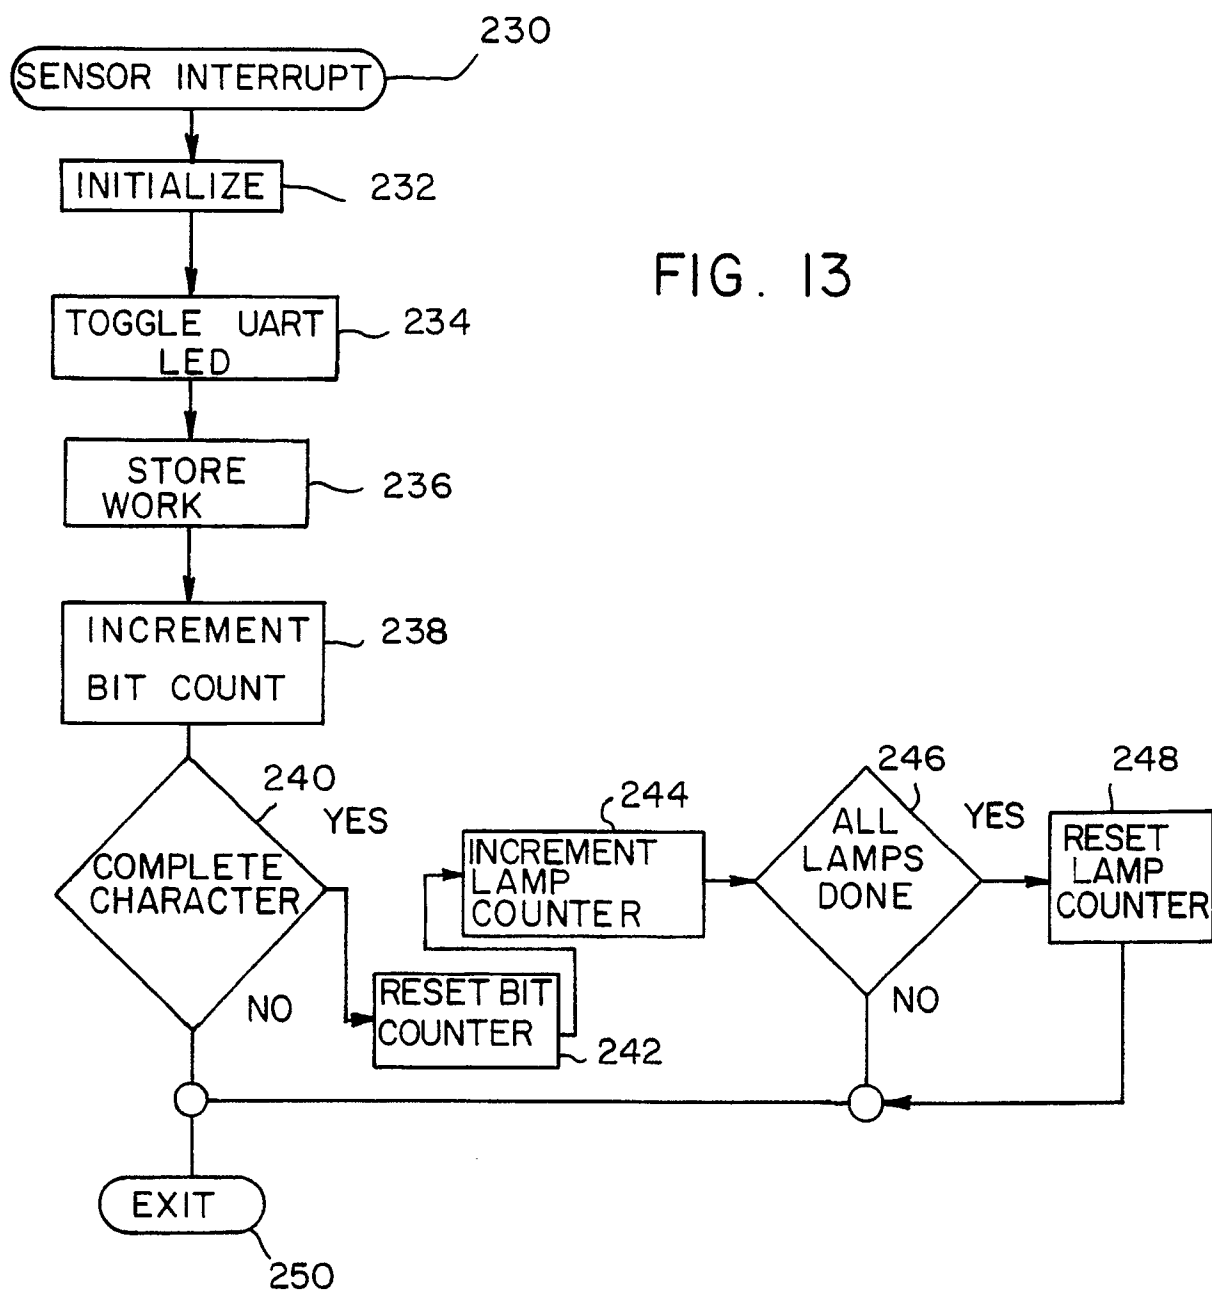 230
SENSOR INTERRUPT
INITIALIZE
232
FIG. 13
TOGGLE UART
LED
234
STORE
WORK
236
INCREMENT
BIT COUNT
238
COMPLETE
CHARACTER
240
YES
NO
RESET BIT
COUNTER
242
INCREMENT
LAMP
COUNTER
244
ALL
LAMPS
DONE
246
YES
NO
RESET
LAMP
COUNTER
248
EXIT
250